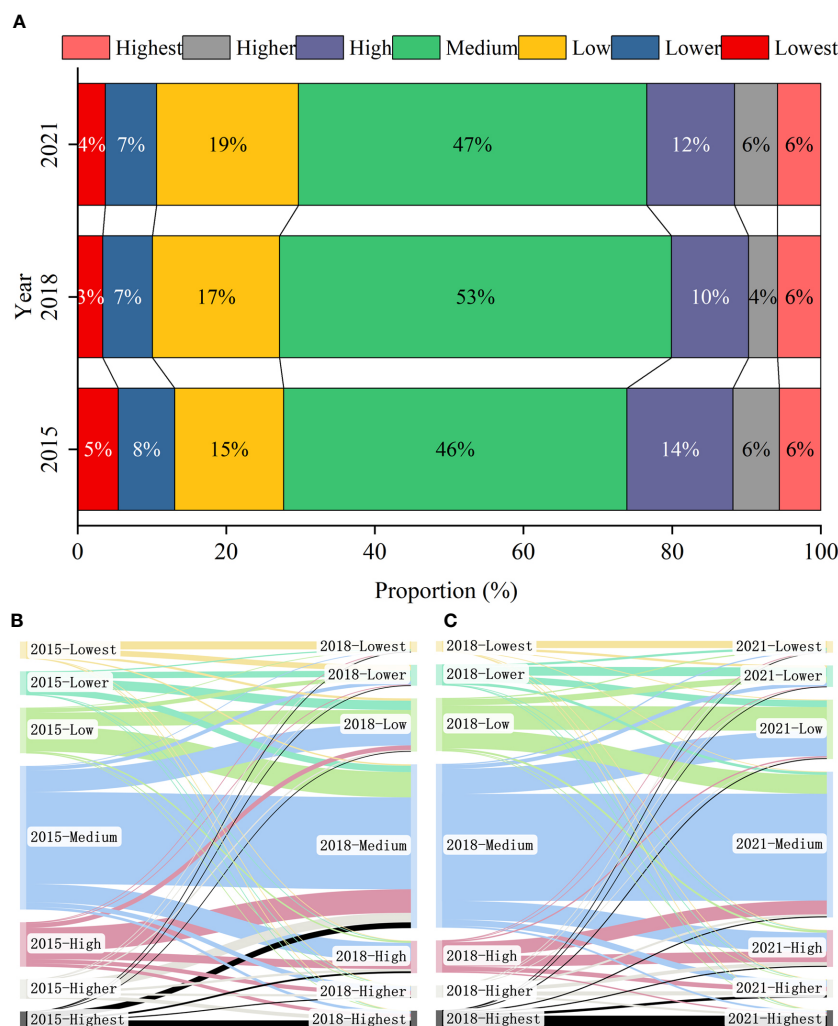 A
Highest Higher High Medium Low Lower Lowest
2021
4% 7% 19% 47% 12% 6% 6%
Year
2018
3% 7% 17% 53% 10% 4% 6%
2015
5% 8% 15% 46% 14% 6% 6%
0 20 40 60 80 100
Proportion (%)
B
2015-Lowest
2015-Lower
2015-Low
2015-Medium
2015-High
2015-Higher
2015-Highest
2018-Lowest
2018-Lower
2018-Low
2018-Medium
2018-High
2018-Higher
2018-Highest
C
2018-Lowest
2018-Lower
2018-Low
2018-Medium
2018-High
2018-Higher
2018-Highest
2021-Lowest
2021-Lower
2021-Low
2021-Medium
2021-High
2021-Higher
2021-Highest